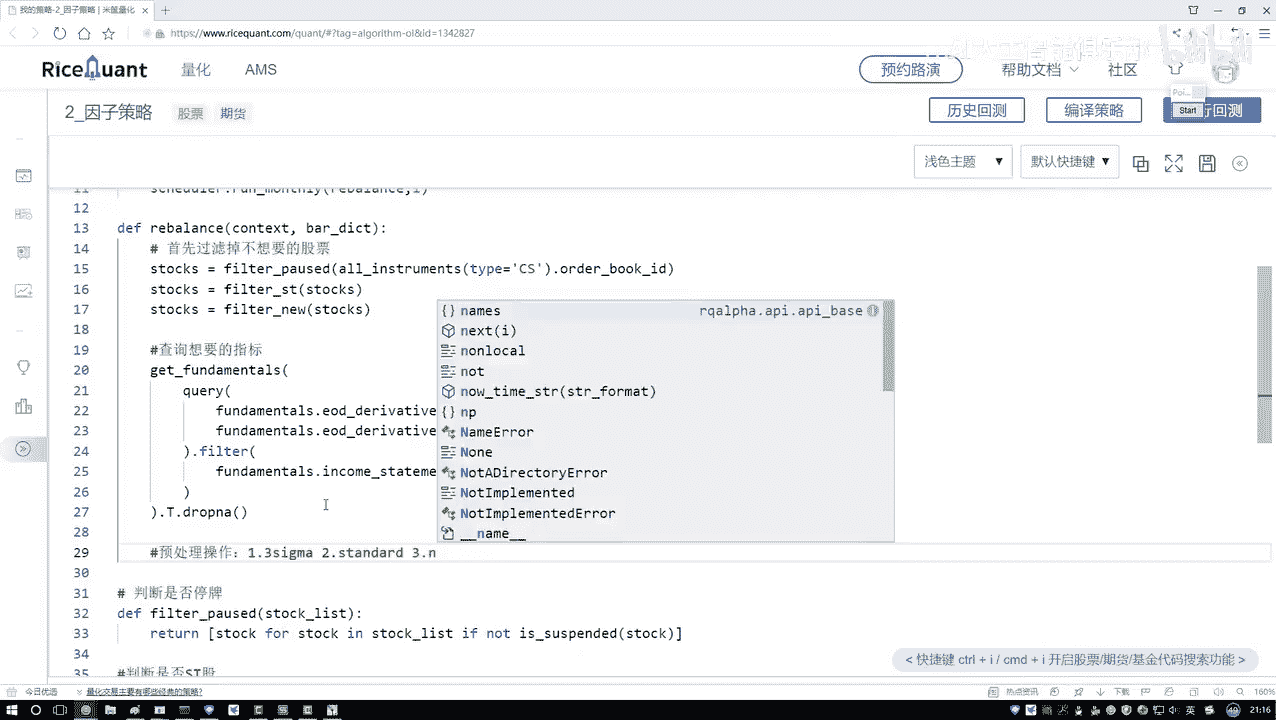 我的策略-2_因子策略 | 米筐量化
https://www.ricequant.com/quant/#?tag=algorithm-ol&id=1342827
RiceQuant 量化 AMS 预约路演 帮助文档 社区
Poi...
Start
2_因子策略 股票 期货 历史回测 编译策略 行回测
浅色主题 ▼ 默认快捷键 ▼
11 scheduler.run_monthly(rebalance,1)
12
13 def rebalance(context, bar_dict):
14 # 首先过滤掉不想要的股票
15 stocks = filter_paused(all_instruments(type='CS').order_book_id)
16 stocks = filter_st(stocks)
17 stocks = filter_new(stocks)
18
19 #查询想要的指标
20 get_fundamentals(
21 query(
22 fundamentals.eod_derivative
23 fundamentals.eod_derivative
24 ).filter(
25 fundamentals.income_stateme
26 )
27 ).T.dropna()
28
29 #预处理操作：1.3sigma 2.standard 3.n
30
31 # 判断是否停牌
32 def filter_paused(stock_list):
33 return [stock for stock in stock_list if not is_suspended(stock)]
34
35 #判断是否ST股
names rqalpha.api.api_base
next(i)
nonlocal
not
now_time_str(str_format)
np
NameError
None
NotADirectoryError
NotImplemented
NotImplementedError
__name__
< 快捷键 ctrl + i / cmd + i 开启股票/期货/基金代码搜索功能 >
今日优选 量化交易主要有哪些经典的策略? 热点资讯 下载 160%
英 21:16